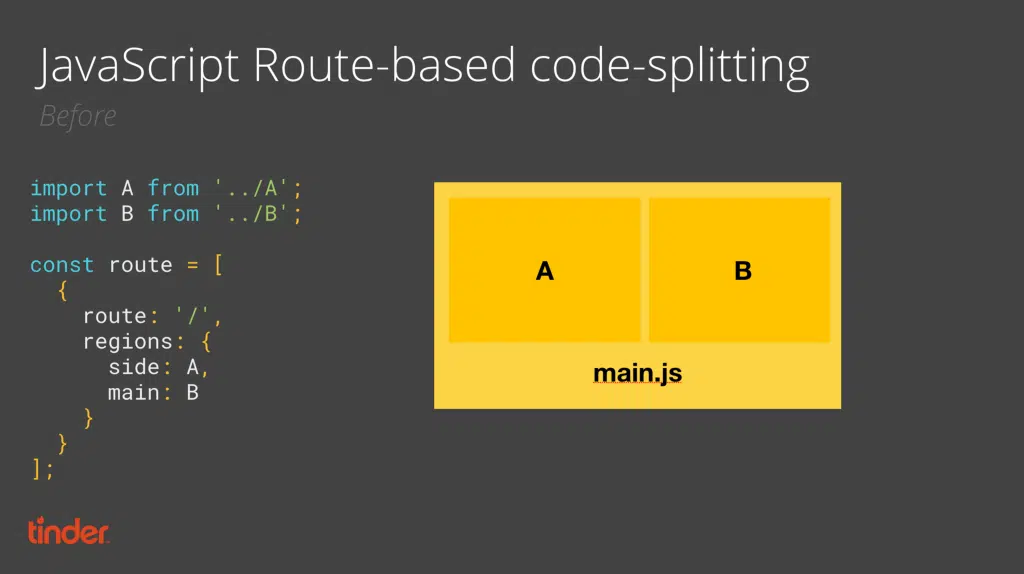 JavaScript Route-based code-splitting
Before
import A from '../A';
import B from '../B';
const route = [
{
route: '/',
regions: {
side: A,
main: B
}
}
];
A
B
main.js
tinder